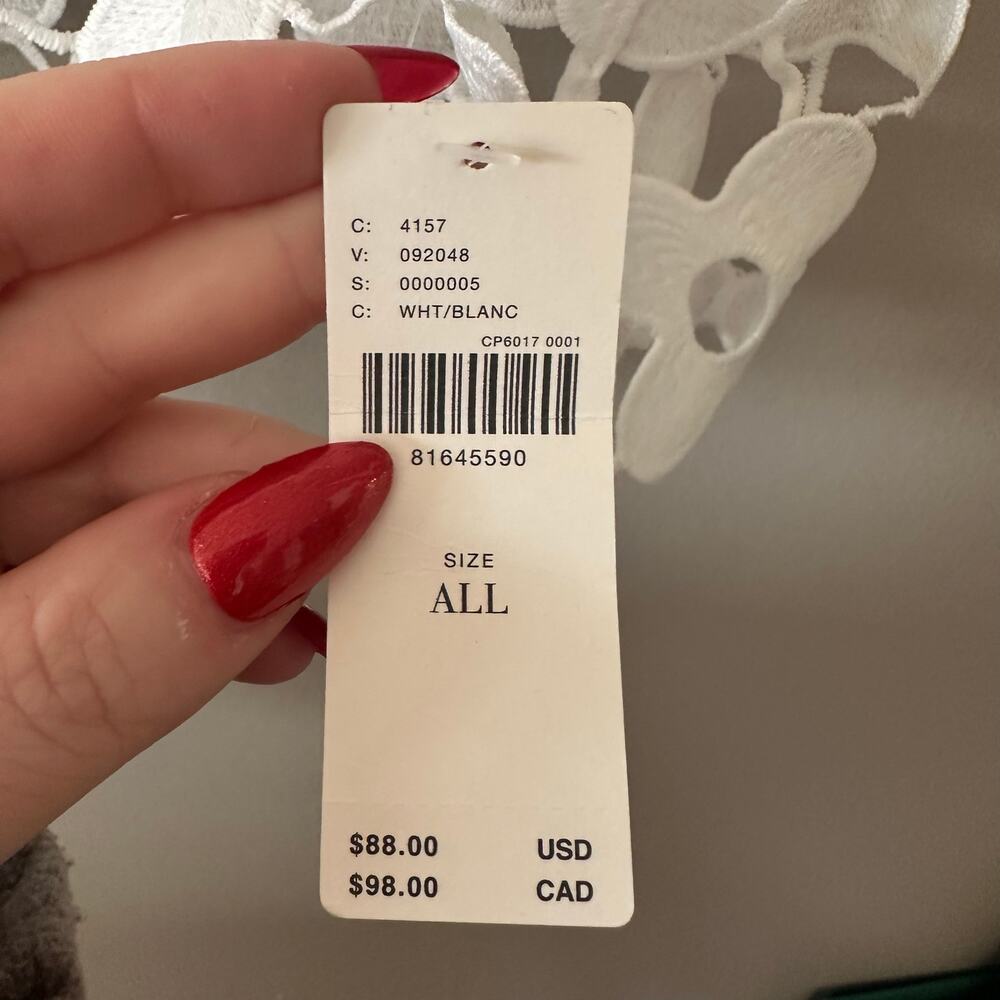 C: 4157
V: 092048
S: 0000005
C: WHT/BLANC
CP6017 0001
81645590
SIZE
ALL
$88.00 USD
$98.00 CAD